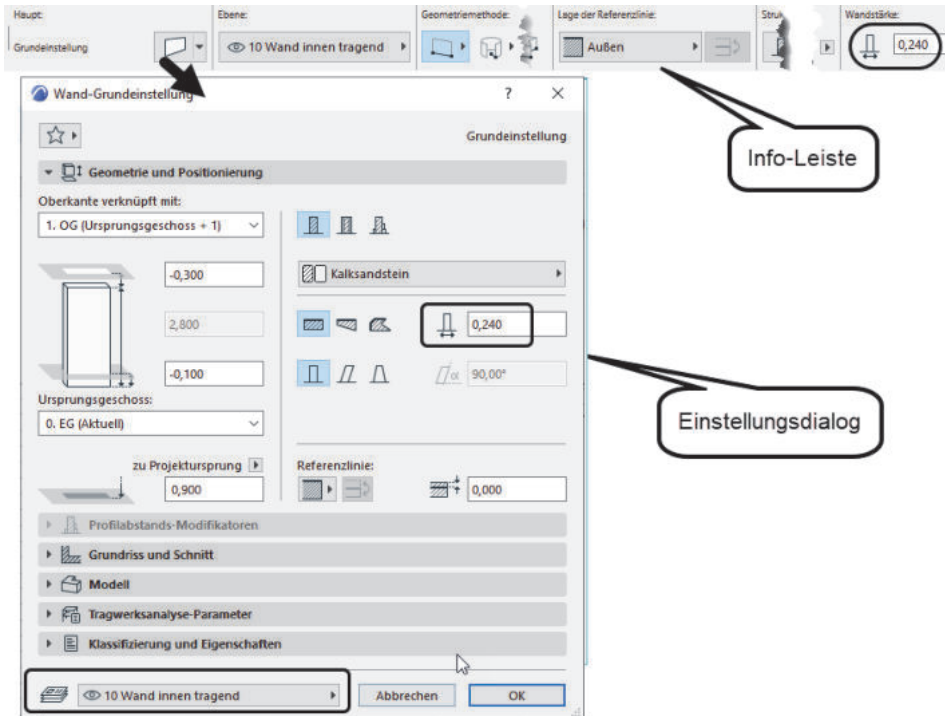 Haupt:
Ebene:
Geometriemethode:
Lage der Referenzlinie:
Wandstärke:
Grundeinstellung
10 Wand innen tragend
Außen
0,240
Wand-Grundeinstellung
?
Grundeinstellung
Info-Leiste
Geometrie und Positionierung
Oberkante verknüpft mit:
1. OG (Ursprungsgeschoss + 1)
-0,300
Kalksandstein
2,800
0,240
-0,100
α 90,00°
Ursprungsgeschoss:
0. EG (Aktuell)
Einstellungsdialog
zu Projektursprung
Referenzlinie:
0,900
0,000
Profilabstands-Modifikatoren
Grundriss und Schnitt
Modell
Tragwerksanalyse-Parameter
Klassifizierung und Eigenschaften
10 Wand innen tragend
Abbrechen
OK